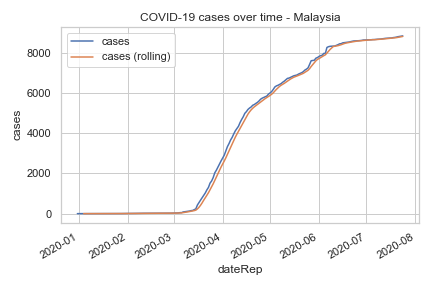 COVID-19 cases over time - Malaysia
cases
cases (rolling)
8000
6000
4000
2000
0
cases
2020-01
2020-02
2020-03
2020-04
2020-05
2020-06
2020-07
2020-08
dateRep